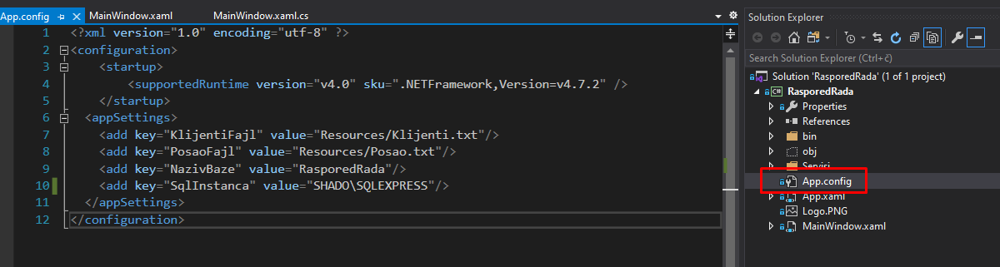 App.config
MainWindow.xaml
MainWindow.xaml.cs
1 <?xml version="1.0" encoding="utf-8" ?>
2 <configuration>
3 <startup>
4 <supportedRuntime version="v4.0" sku=".NETFramework,Version=v4.7.2" />
5 </startup>
6 <appSettings>
7 <add key="KlijentiFajl" value="Resources/Klijenti.txt"/>
8 <add key="PosaoFajl" value="Resources/Posao.txt"/>
9 <add key="NazivBaze" value="RasporedRada"/>
10 <add key="SqlInstanca" value="SHADO\SQLEXPRESS"/>
11 </appSettings>
12 </configuration>
Solution Explorer
Search Solution Explorer (Ctrl+č)
Solution 'RasporedRada' (1 of 1 project)
C# RasporedRada
Properties
References
bin
obj
Servisi
App.config
App.xaml
Logo.PNG
MainWindow.xaml